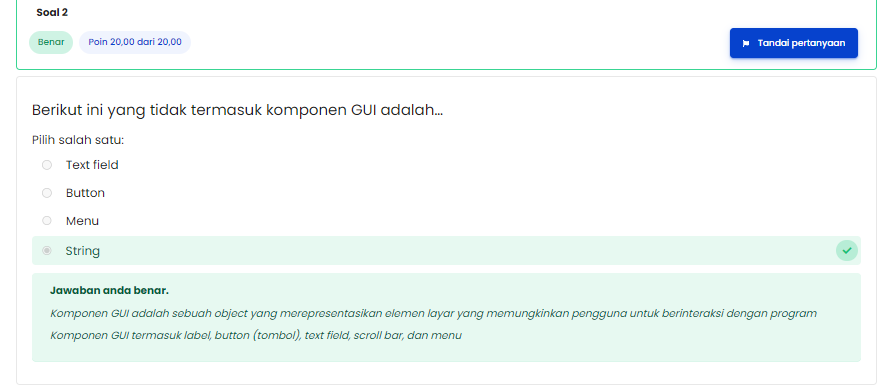 Soal 2
Benar
Poin 20,00 dari 20,00
Tandai pertanyaan
Berikut ini yang tidak termasuk komponen GUI adalah...
Pilih salah satu:
Text field
Button
Menu
String
Jawaban anda benar.
Komponen GUI adalah sebuah object yang merepresentasikan elemen layar yang memungkinkan pengguna untuk berinteraksi dengan program
Komponen GUI termasuk label, button (tombol), text field, scroll bar, dan menu